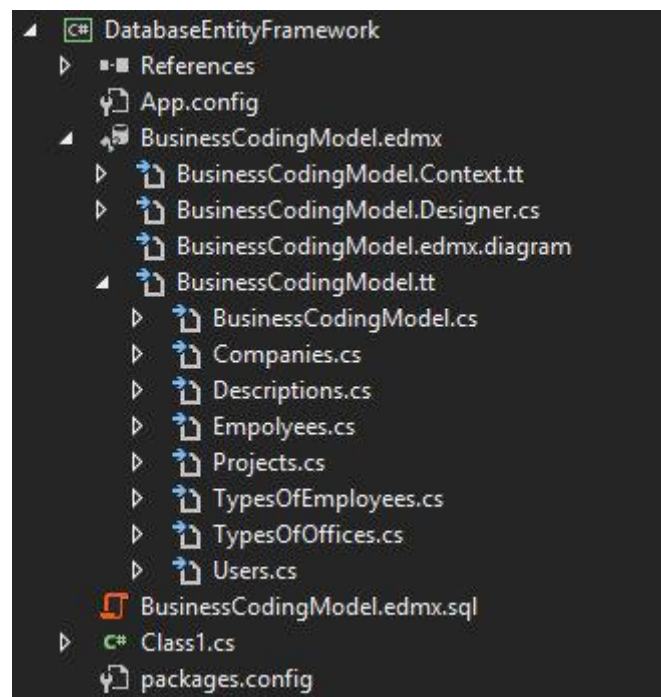 C# DatabaseEntityFramework
References
App.config
BusinessCodingModel.edmx
BusinessCodingModel.Context.tt
BusinessCodingModel.Designer.cs
BusinessCodingModel.edmx.diagram
BusinessCodingModel.tt
BusinessCodingModel.cs
Companies.cs
Descriptions.cs
Empolyees.cs
Projects.cs
TypesOfEmployees.cs
TypesOfOffices.cs
Users.cs
BusinessCodingModel.edmx.sql
C# Class1.cs
packages.config